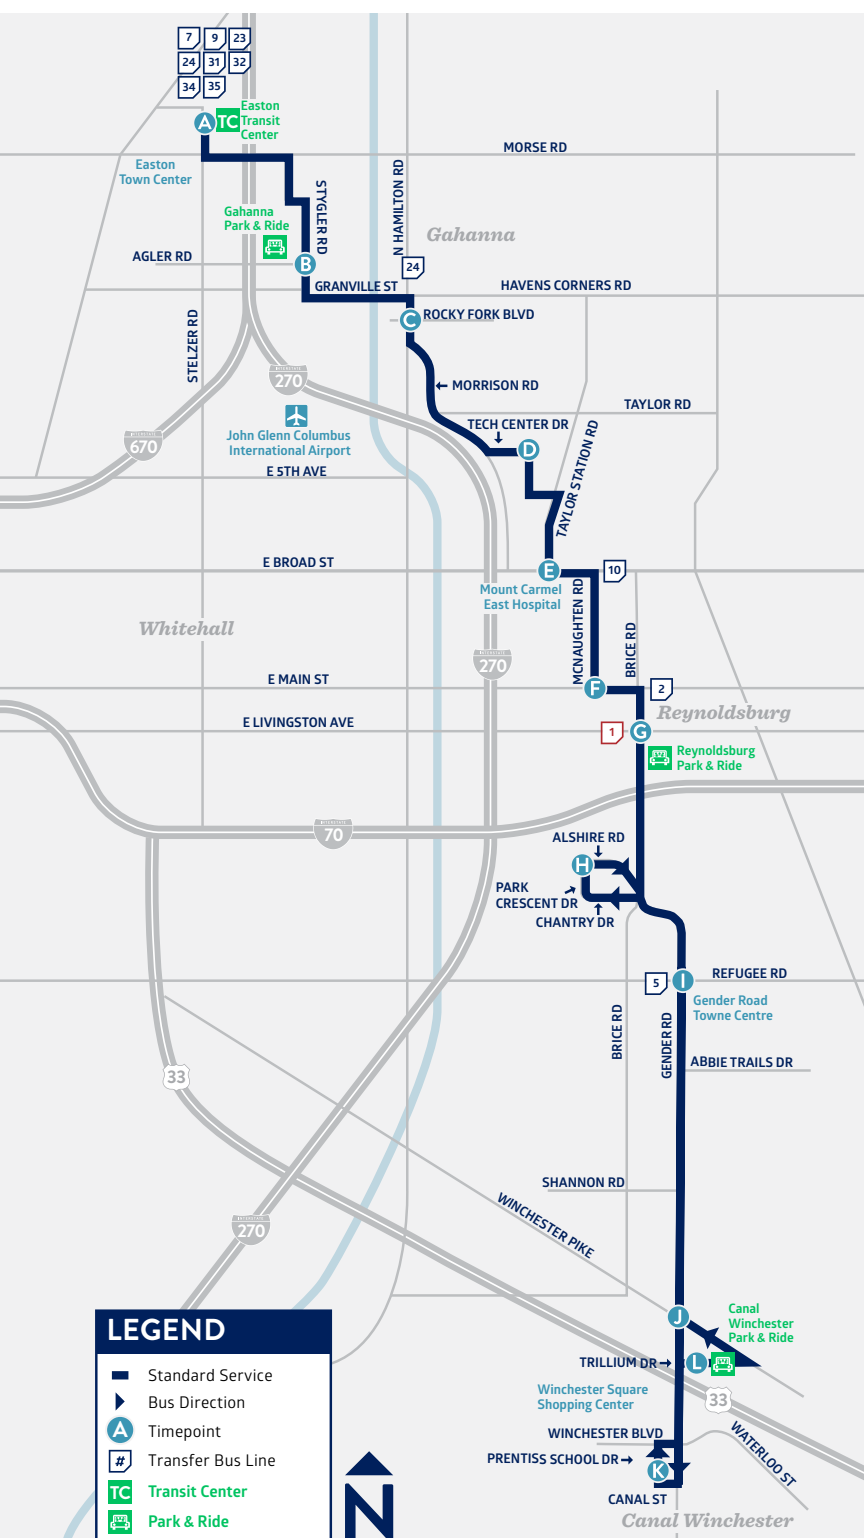 7 9 23
24 31 32
34 35
A TC
Easton
Transit
Center
MORSE RD
Easton
Town Center
STYGLER RD
N HAMILTON RD
Gahanna
Park & Ride
Gahanna
AGLER RD
B
24
GRANVILLE ST
HAVENS CORNERS RD
C
ROCKY FORK BLVD
STELZER RD
INTERSTATE
270
MORRISON RD
TAYLOR RD
TECH CENTER DR
John Glenn Columbus
International Airport
INTERSTATE
670
D
TAYLOR STATION RD
E 5TH AVE
E BROAD ST
E
10
Mount Carmel
East Hospital
MCNAUGHTEN RD
BRICE RD
Whitehall
INTERSTATE
270
E MAIN ST
F
2
Reynoldsburg
E LIVINGSTON AVE
1
G
Reynoldsburg
Park & Ride
INTERSTATE
70
ALSHIRE RD
H
PARK
CRESCENT DR
CHANTRY DR
5
I
REFUGEE RD
Gender Road
Towne Centre
BRICE RD
GENDER RD
ABBIE TRAILS DR
33
SHANNON RD
WINCHESTER PIKE
INTERSTATE
270
J
Canal
Winchester
Park & Ride
TRILLIUM DR
L
Winchester Square
Shopping Center
33
WINCHESTER BLVD
WATERLOO ST
PRENTISS SCHOOL DR
K
CANAL ST
Canal Winchester
LEGEND
Standard Service
Bus Direction
A Timepoint
# Transfer Bus Line
TC Transit Center
Park & Ride
N